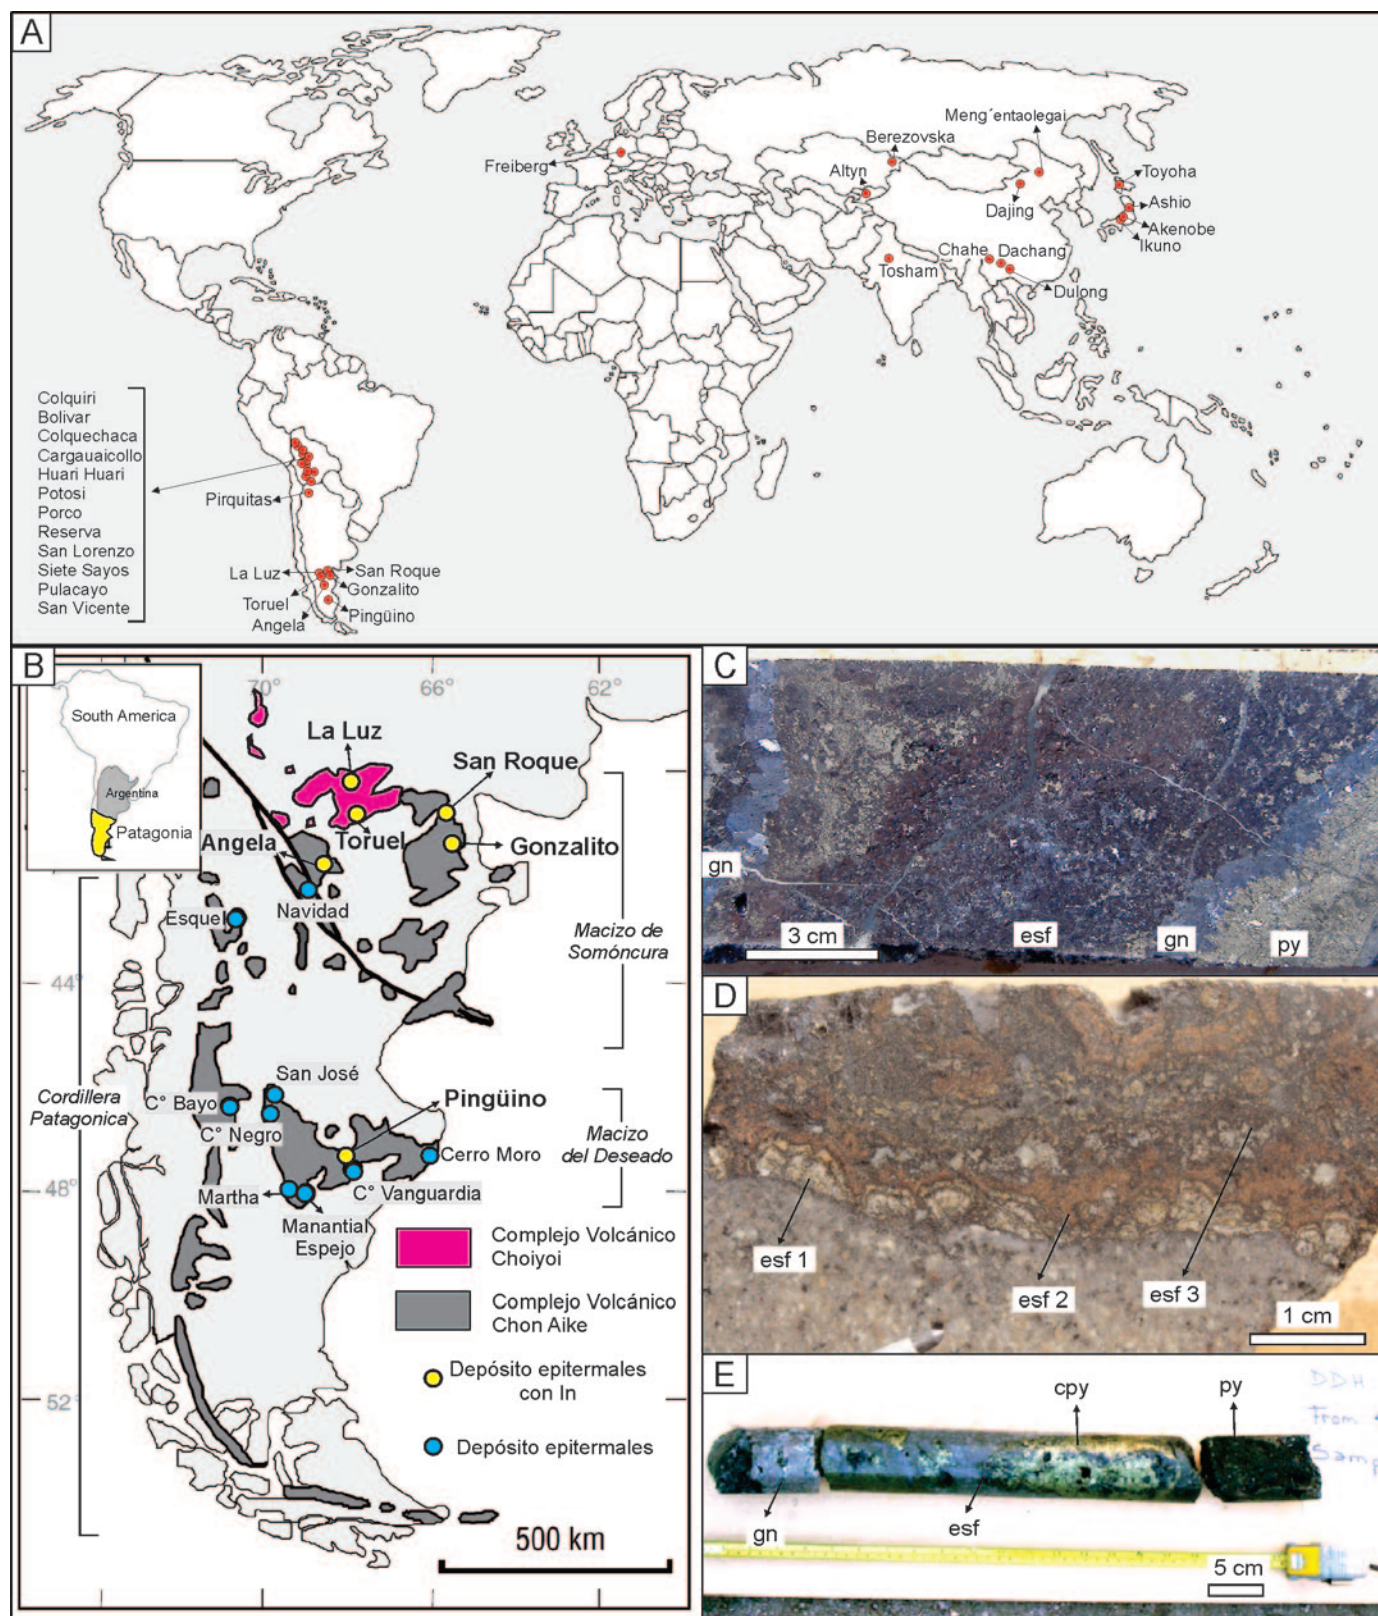 A
Freiberg
Berezovska
Meng´entaolegai
Altyn
Dajing
Toyoha
Ashio
Akenobe
Ikuno
Tosham
Chahe
Dachang
Dulong
Colquiri
Bolivar
Colquechaca
Cargauaicollo
Huari Huari
Potosi
Porco
Reserva
San Lorenzo
Siete Sayos
Pulacayo
San Vicente
Pirquitas
La Luz
San Roque
Toruel
Gonzalito
Angela
Pingüino
B
70°
66°
62°
South America
Argentina
Patagonia
La Luz
San Roque
Angela
Toruel
Gonzalito
Navidad
Esquel
Macizo de
Somóncura
44°
San José
C° Bayo
Pingüino
Cordillera
Patagonica
C° Negro
Macizo
del Deseado
Cerro Moro
C° Vanguardia
Martha
48°
Manantial
Espejo
Complejo Volcánico
Choiyoi
Complejo Volcánico
Chon Aike
Depósito epitermales
con In
52°
Depósito epitermales
500 km
C
gn
3 cm
esf
gn
py
D
esf 1
esf 2
esf 3
1 cm
E
cpy
py
DDH
From
Samp
gn
esf
5 cm